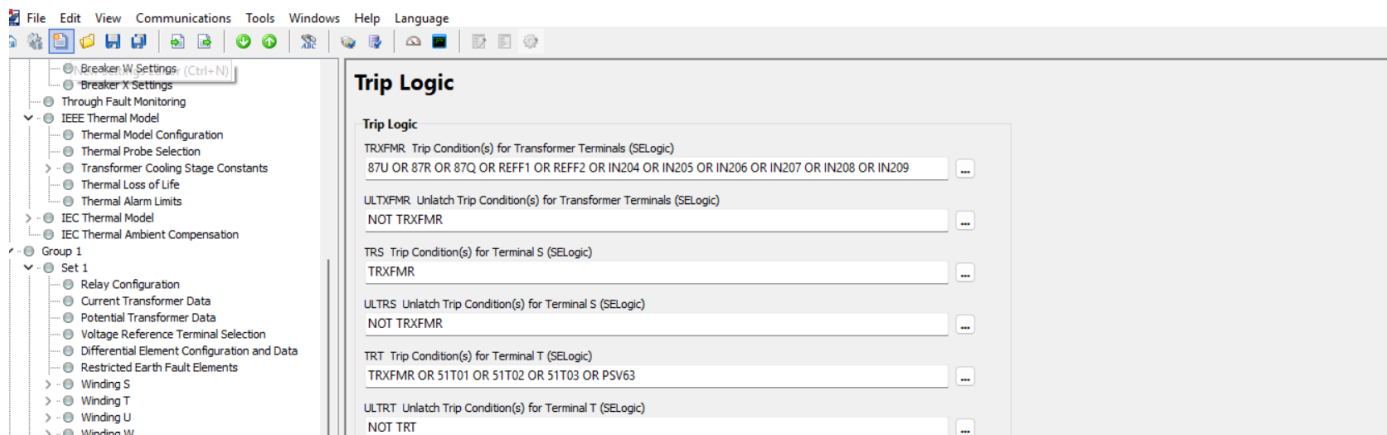 File Edit View Communications Tools Windows Help Language
Breaker W Settings
(Ctrl+N)
Breaker X Settings
Through Fault Monitoring
IEEE Thermal Model
Thermal Model Configuration
Thermal Probe Selection
Transformer Cooling Stage Constants
Thermal Loss of Life
Thermal Alarm Limits
IEC Thermal Model
IEC Thermal Ambient Compensation
Group 1
Set 1
Relay Configuration
Current Transformer Data
Potential Transformer Data
Voltage Reference Terminal Selection
Differential Element Configuration and Data
Restricted Earth Fault Elements
Winding S
Winding T
Winding U
Winding W
Trip Logic
Trip Logic
TRXFMR Trip Condition(s) for Transformer Terminals (SELogic)
87U OR 87R OR 87Q OR REFF1 OR REFF2 OR IN204 OR IN205 OR IN206 OR IN207 OR IN208 OR IN209
...
ULTXFMR Unlatch Trip Condition(s) for Transformer Terminals (SELogic)
NOT TRXFMR
...
TRS Trip Condition(s) for Terminal S (SELogic)
TRXFMR
...
ULTRS Unlatch Trip Condition(s) for Terminal S (SELogic)
NOT TRXFMR
...
TRT Trip Condition(s) for Terminal T (SELogic)
TRXFMR OR 51T01 OR 51T02 OR 51T03 OR PSV63
...
ULTRT Unlatch Trip Condition(s) for Terminal T (SELogic)
NOT TRT
...